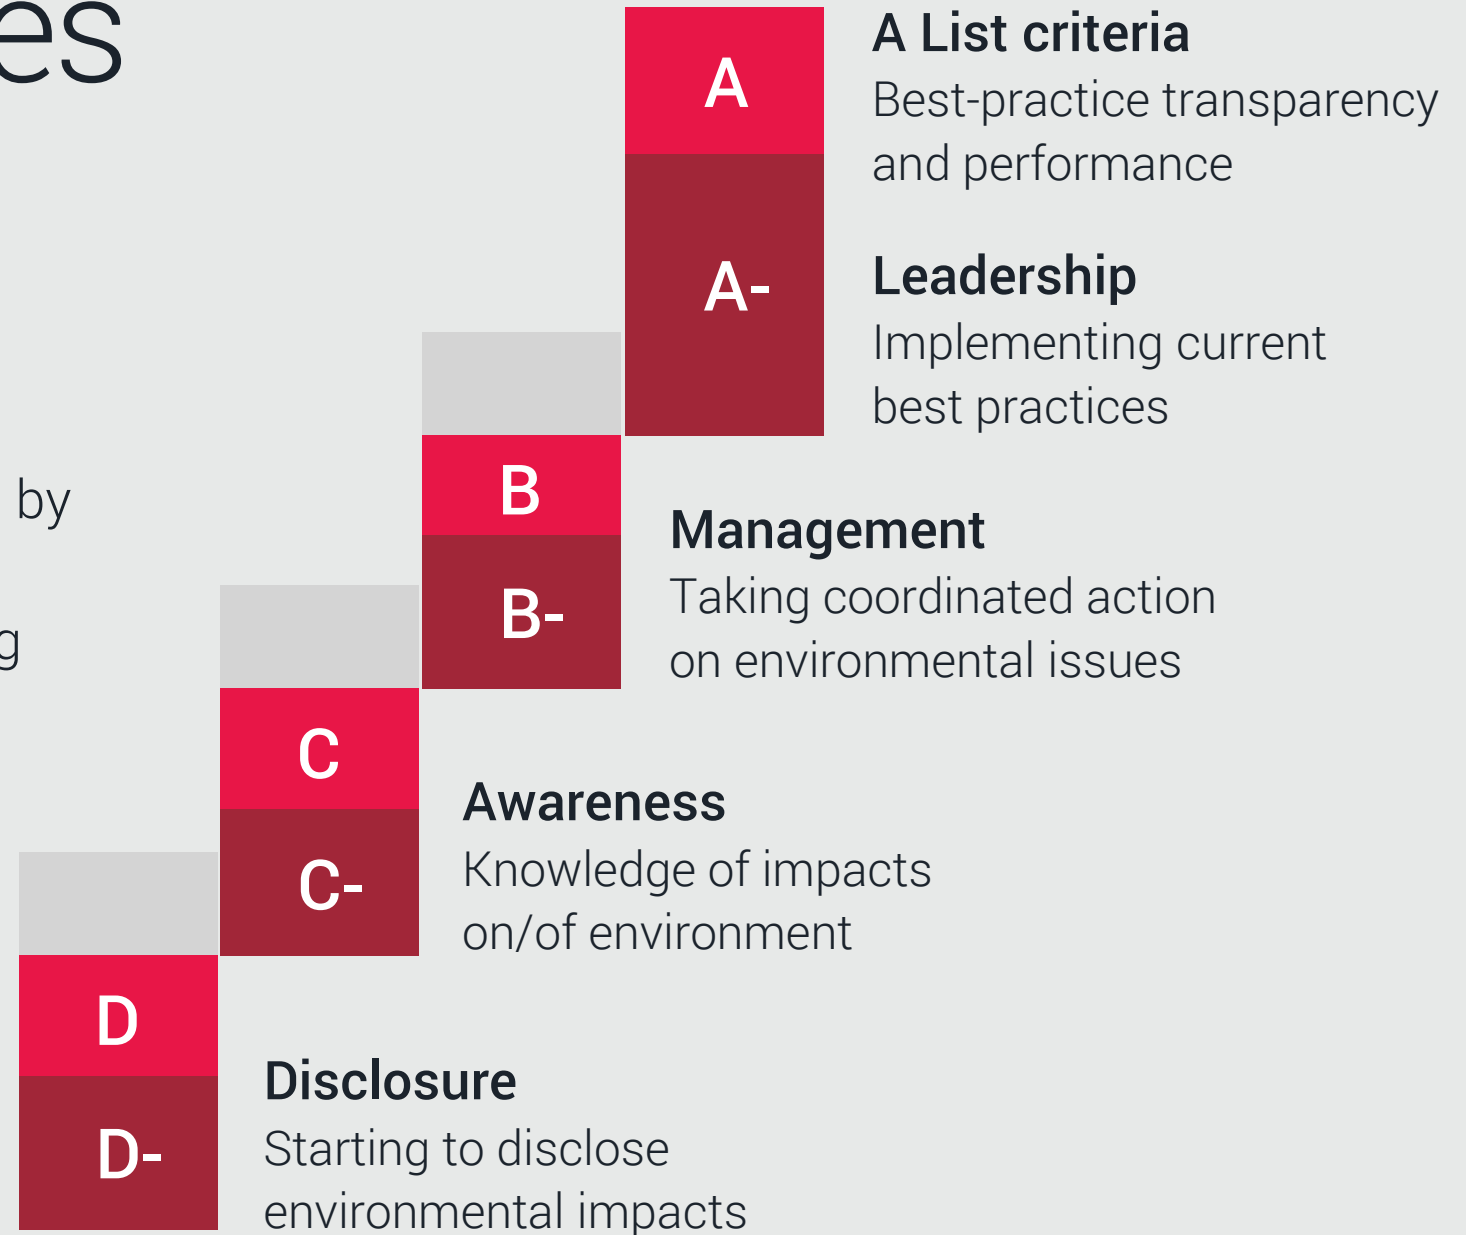 es
by
g
A
A List criteria
Best-practice transparency
and performance
A-
Leadership
Implementing current
best practices
B
B-
Management
Taking coordinated action
on environmental issues
C
C-
Awareness
Knowledge of impacts
on/of environment
D
D-
Disclosure
Starting to disclose
environmental impacts